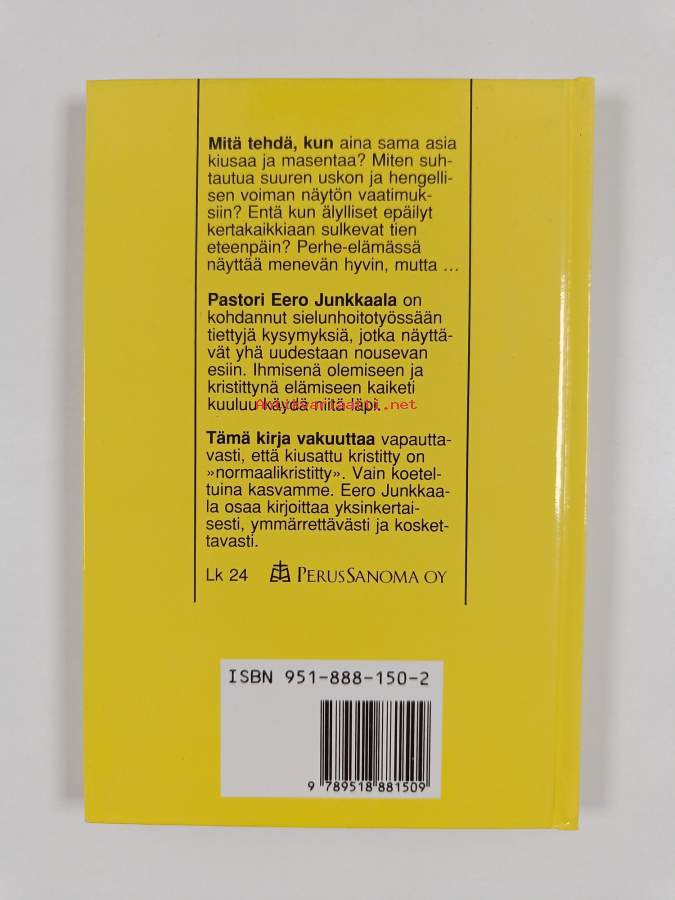 Mitä tehdä, kun aina sama asia
kiusaa ja masentaa? Miten suh-
tautua suuren uskon ja hengelli-
sen voiman näytön vaatimuk-
siin? Entä kun älylliset epäilyt
kertakaikkiaan sulkevat tien
eteenpäin? Perhe-elämässä
näyttää menevän hyvin, mutta ...
Pastori Eero Junkkaala on
kohdannut sielunhoitotyössään
tiettyjä kysymyksiä, jotka näyttä-
vät yhä uudestaan nousevan
esiin. Ihmisenä olemiseen ja
kristittynä elämiseen kaiketi
kuuluu käydä niitä läpi.
Antikvariaatti.net
Tämä kirja vakuuttaa vapautta-
vasti, että kiusattu kristitty on
»normaalikristitty». Vain koetel-
tuina kasvamme. Eero Junkkaa-
la osaa kirjoittaa yksinkertai-
sesti, ymmärrettävästi ja kosket-
tavasti.
Lk 24 PERUSSANOMA OY
ISBN 951-888-150-2
9 789518 881509